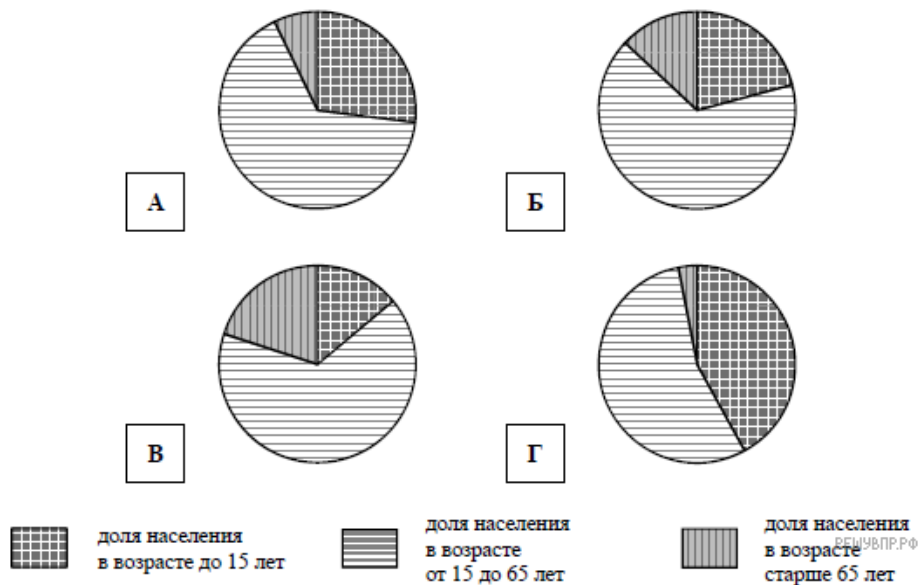 А
Б
В
Г
доля населения
в возрасте до 15 лет
доля населения
в возрасте
от 15 до 65 лет
доля населения
в возрасте
старше 65 лет
РЕШУВПР.РФ